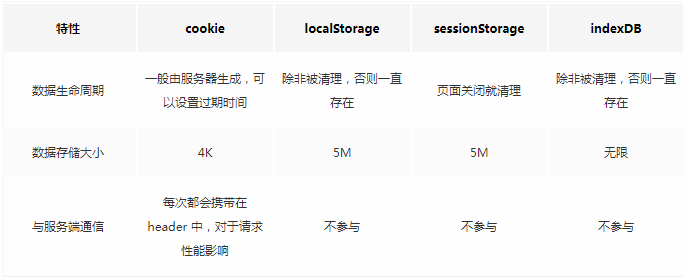 特性 cookie localStorage sessionStorage indexDB
数据生命周期 一般由服务器生成，可以设置过期时间 除非被清理，否则一直存在 页面关闭就清理 除非被清理，否则一直存在
数据存储大小 4K 5M 5M 无限
与服务端通信 每次都会携带在 header 中，对于请求性能影响 不参与 不参与 不参与